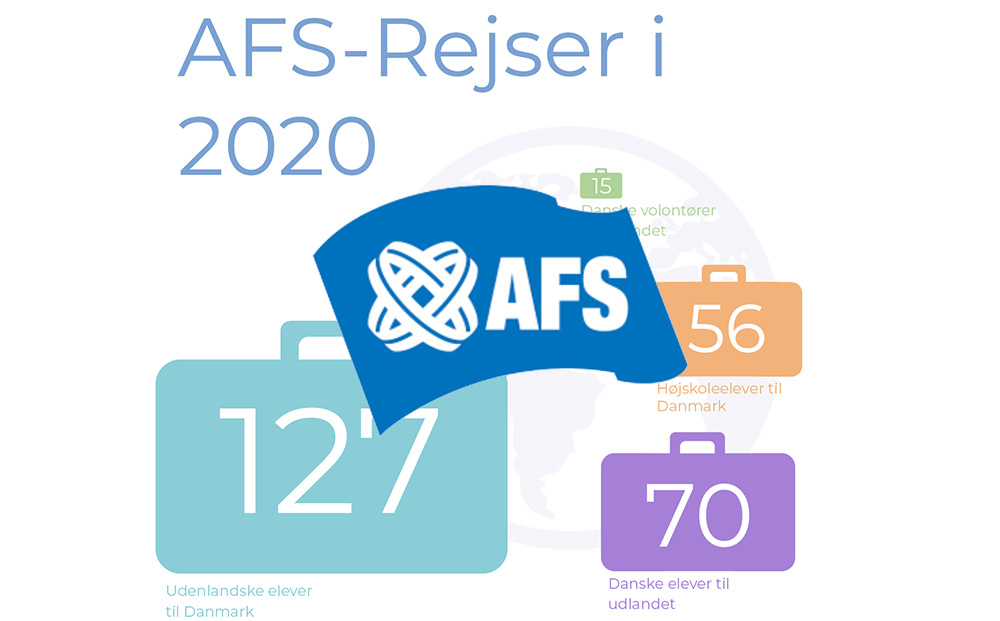 AFS-Rejser i
2020
15
Danske volontører
ndet
AFS
56
Højskoleelever til
Danmark
127
70
Udenlandske elever
til Danmark
Danske elever til
udlandet